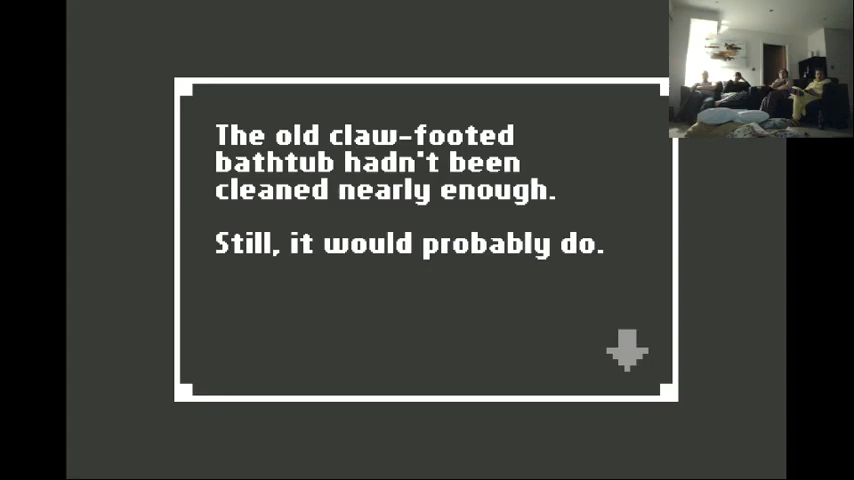 The old claw-footed
bathtub hadn't been
cleaned nearly enough.
Still, it would probably do.